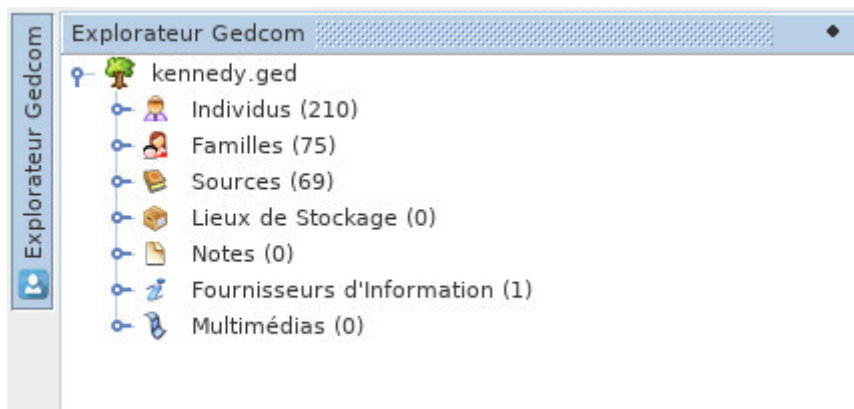 Explorateur Gedcom
Explorateur Gedcom
kennedy.ged
Individus (210)
Familles (75)
Sources (69)
Lieux de Stockage (0)
Notes (0)
Fournisseurs d'Information (1)
Multimédias (0)